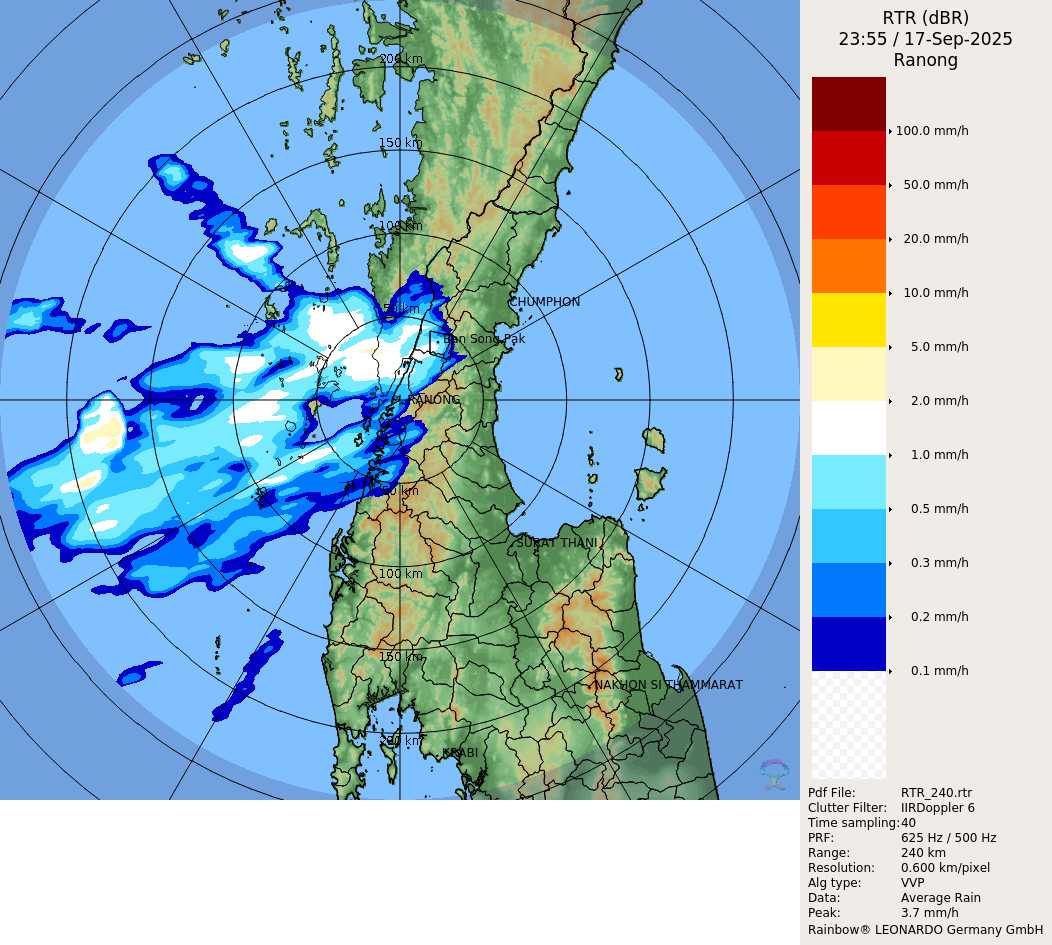 RTR (dBR)
23:55 / 17-Sep-2025
Ranong
100.0 mm/h
50.0 mm/h
20.0 mm/h
10.0 mm/h
5.0 mm/h
2.0 mm/h
1.0 mm/h
0.5 mm/h
0.3 mm/h
0.2 mm/h
0.1 mm/h
Pdf File: RTR_240.rtr
Clutter Filter: IIRDoppler 6
Time sampling: 40
PRF: 625 Hz / 500 Hz
Range: 240 km
Resolution: 0.600 km/pixel
Alg type: VVP
Data: Average Rain
Peak: 3.7 mm/h
Rainbow® LEONARDO Germany GmbH
200 km
150 km
100 km
50 km
CHUMPHON
Ban Song Pak
RANONG
50 km
SURAT THANI
100 km
150 km
NAKHON SI THAMMARAT
200 km
KRABI